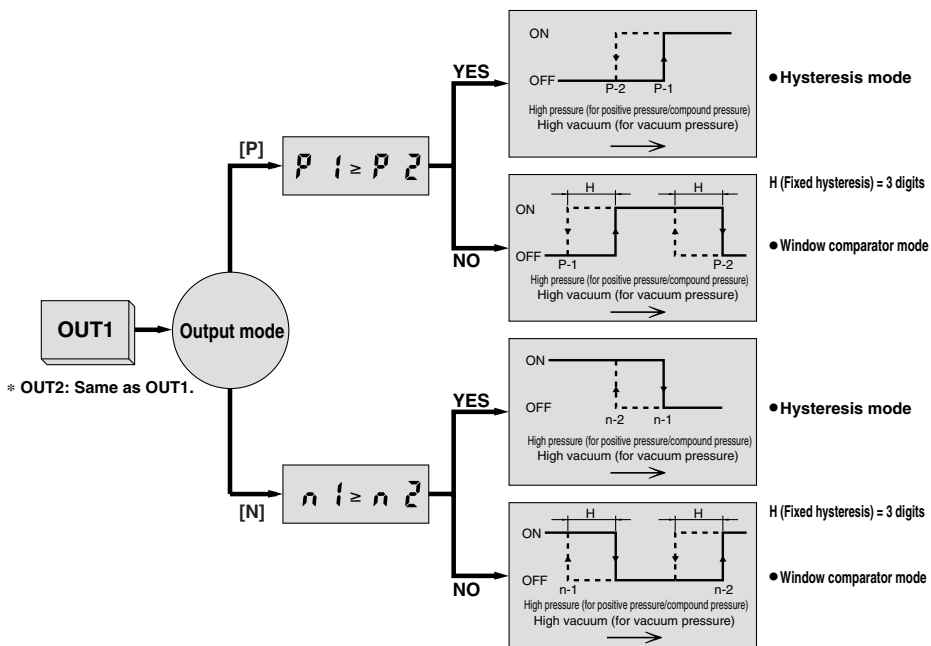 OUT1
* OUT2: Same as OUT1.
Output mode
[P]
P 1 ≥ P 2
YES
NO
ON
OFF
P-2 P-1
High pressure (for positive pressure/compound pressure)
High vacuum (for vacuum pressure)
● Hysteresis mode
H (Fixed hysteresis) = 3 digits
H H
ON
OFF
P-1 P-2
High pressure (for positive pressure/compound pressure)
High vacuum (for vacuum pressure)
● Window comparator mode
[N]
n 1 ≥ n 2
YES
NO
ON
OFF
n-2 n-1
High pressure (for positive pressure/compound pressure)
High vacuum (for vacuum pressure)
● Hysteresis mode
H (Fixed hysteresis) = 3 digits
H H
ON
OFF
n-1 n-2
High pressure (for positive pressure/compound pressure)
High vacuum (for vacuum pressure)
● Window comparator mode